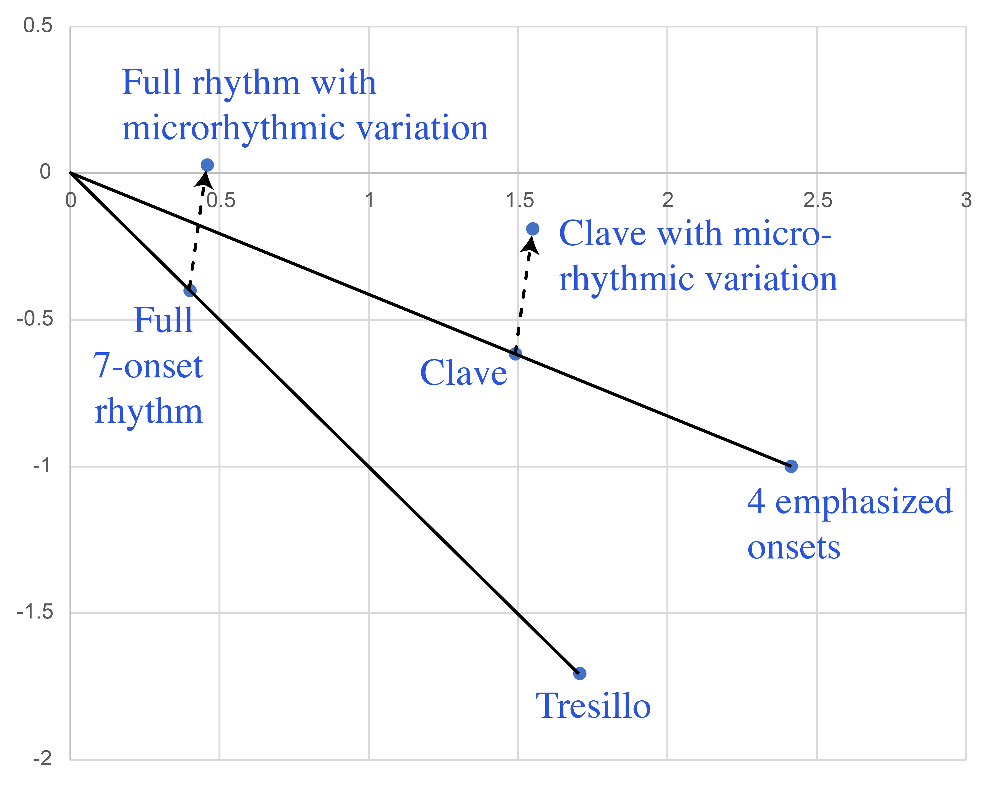 0.5
Full rhythm with
microrhythmic variation
0
0 0.5 1 1.5 2 2.5 3
Clave with micro-
rhythmic variation
-0.5
Full
7-onset
rhythm
Clave
-1
4 emphasized
onsets
-1.5
Tresillo
-2